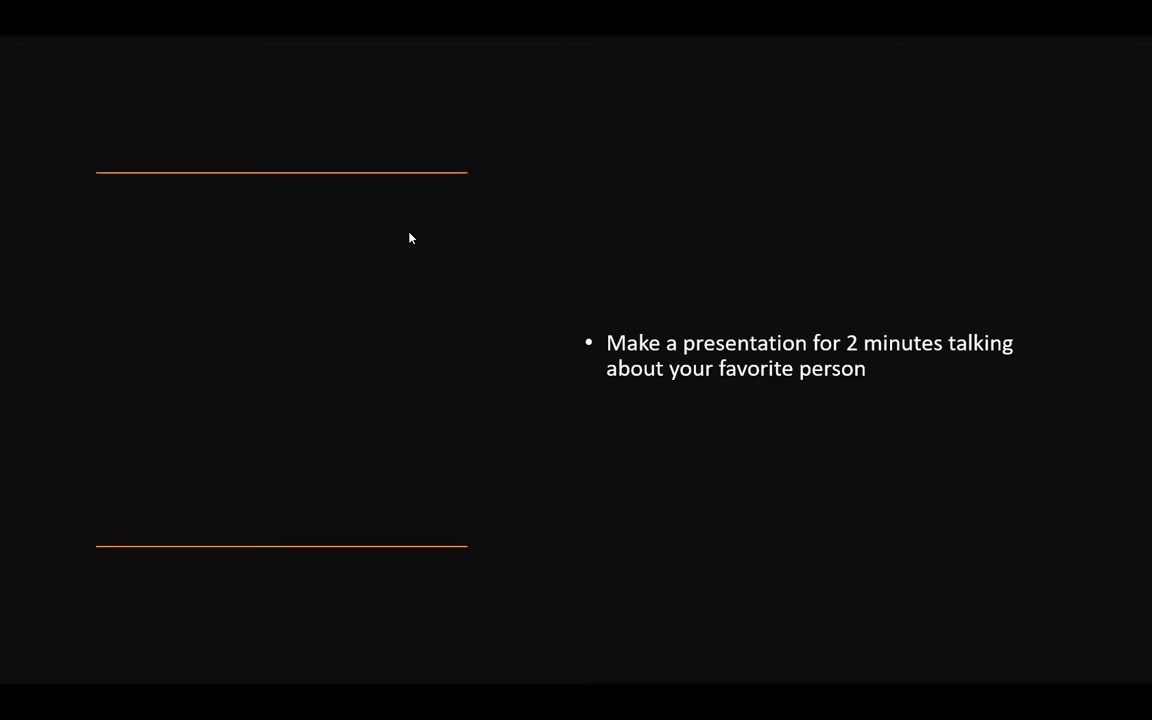 • Make a presentation for 2 minutes talking
about your favorite person